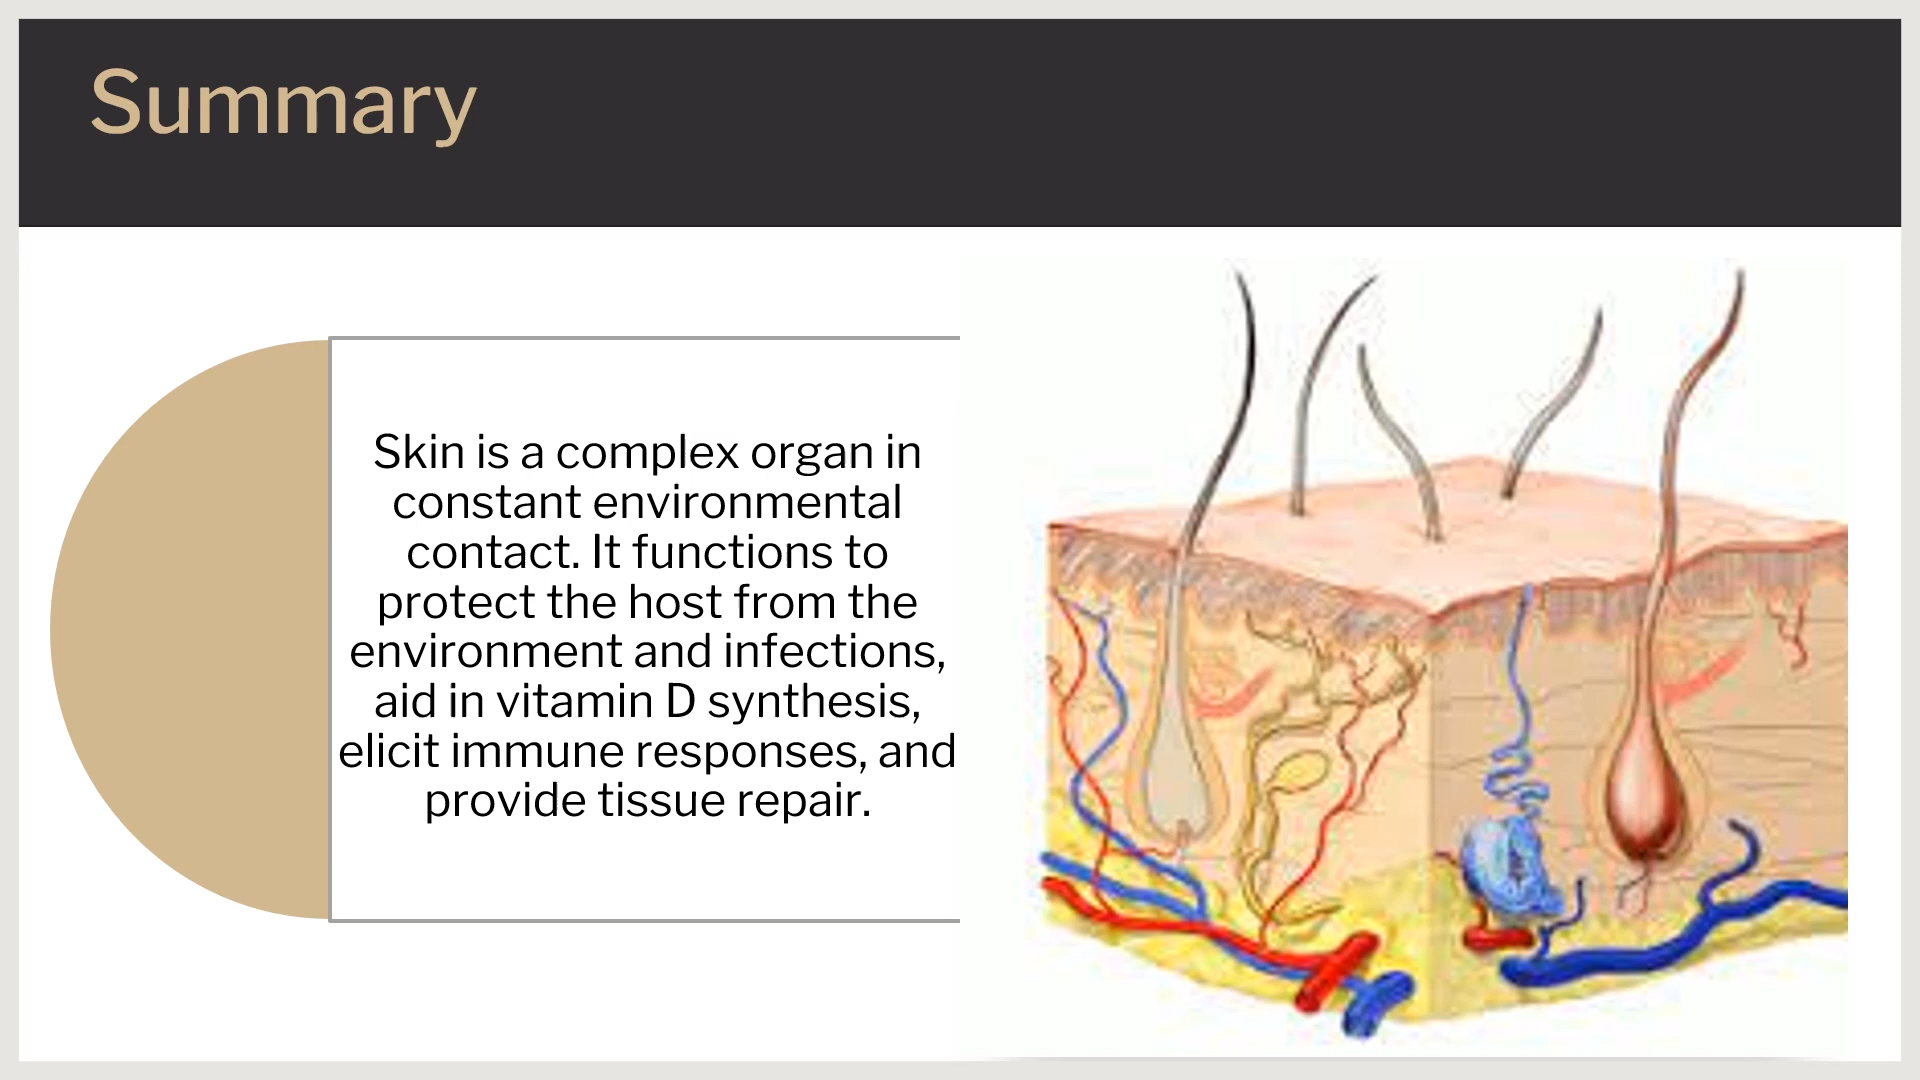 Summary
Skin is a complex organ in
constant environmental
contact. It functions to
protect the host from the
environment and infections,
aid in vitamin D synthesis,
elicit immune responses, and
provide tissue repair.